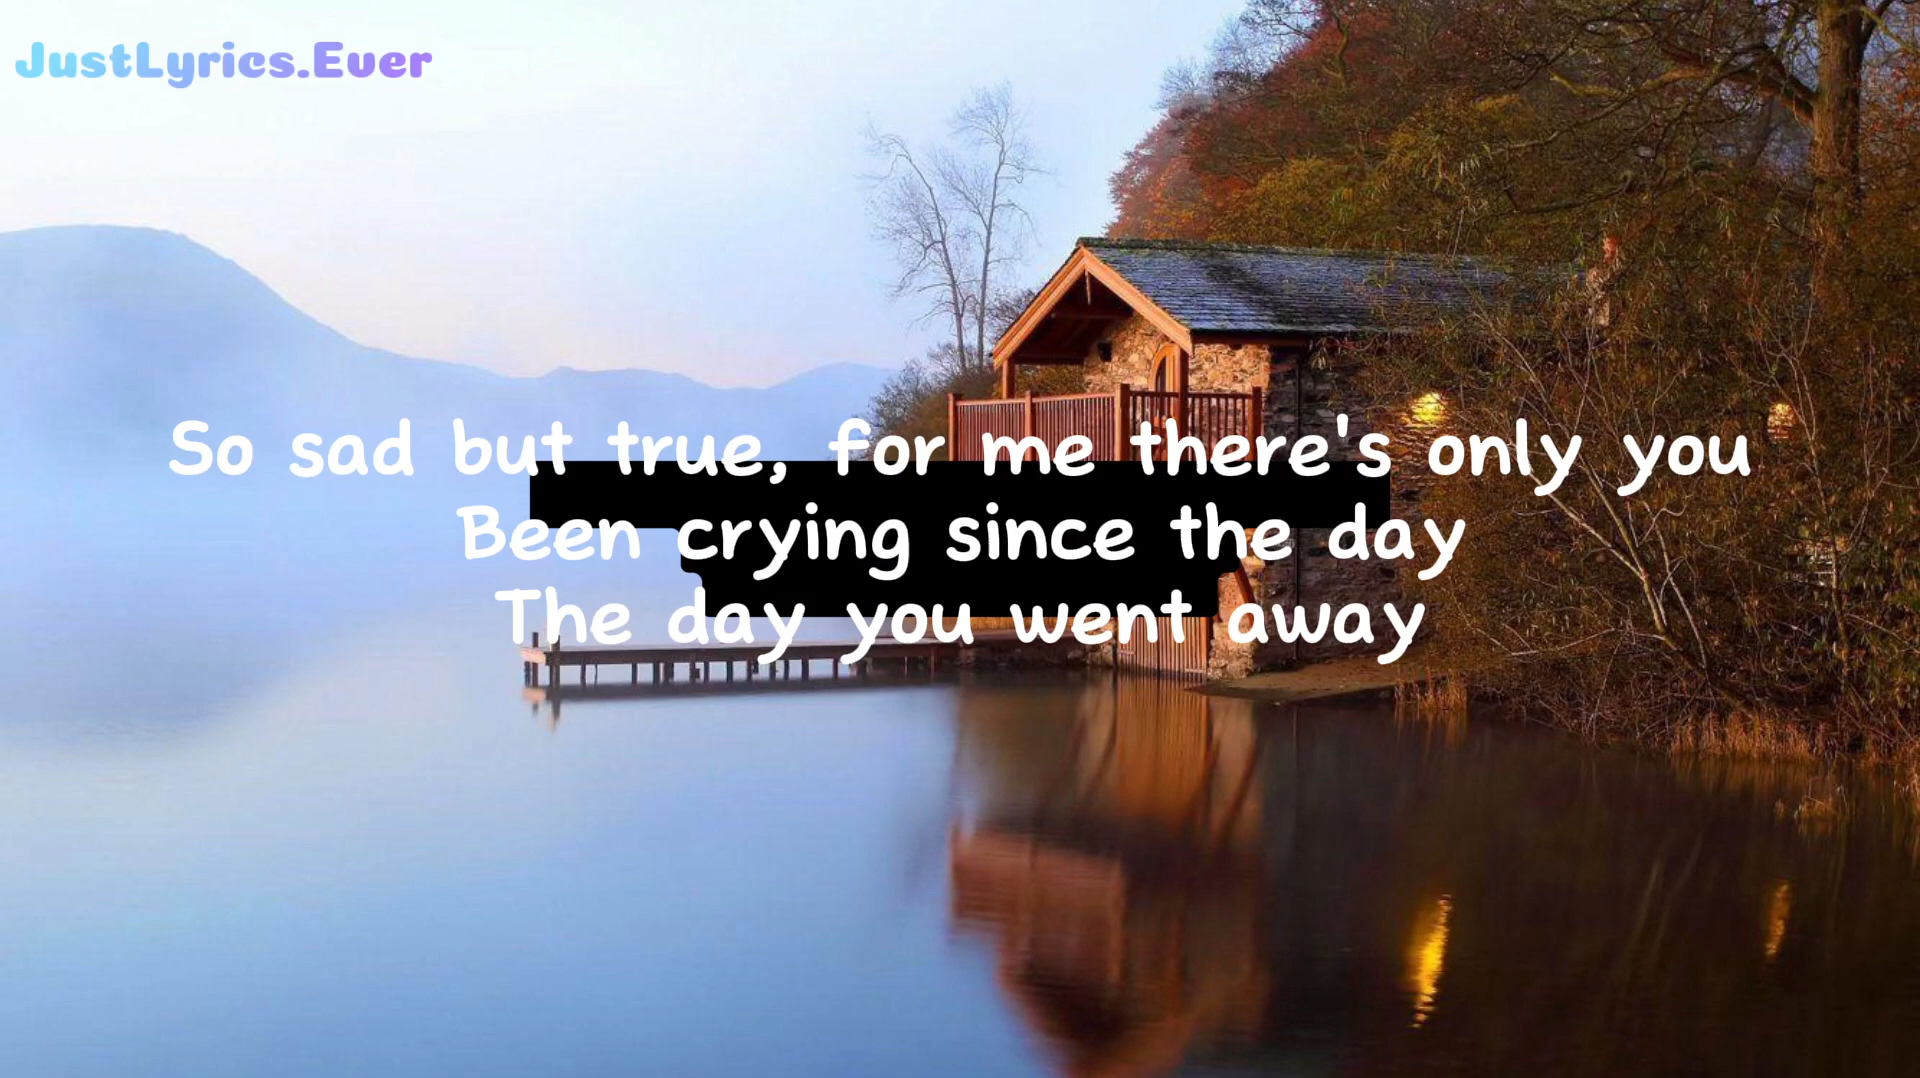 JustLyrics.Ever
So sad but true, for me there's only you
Been crying since the day
The day you went away